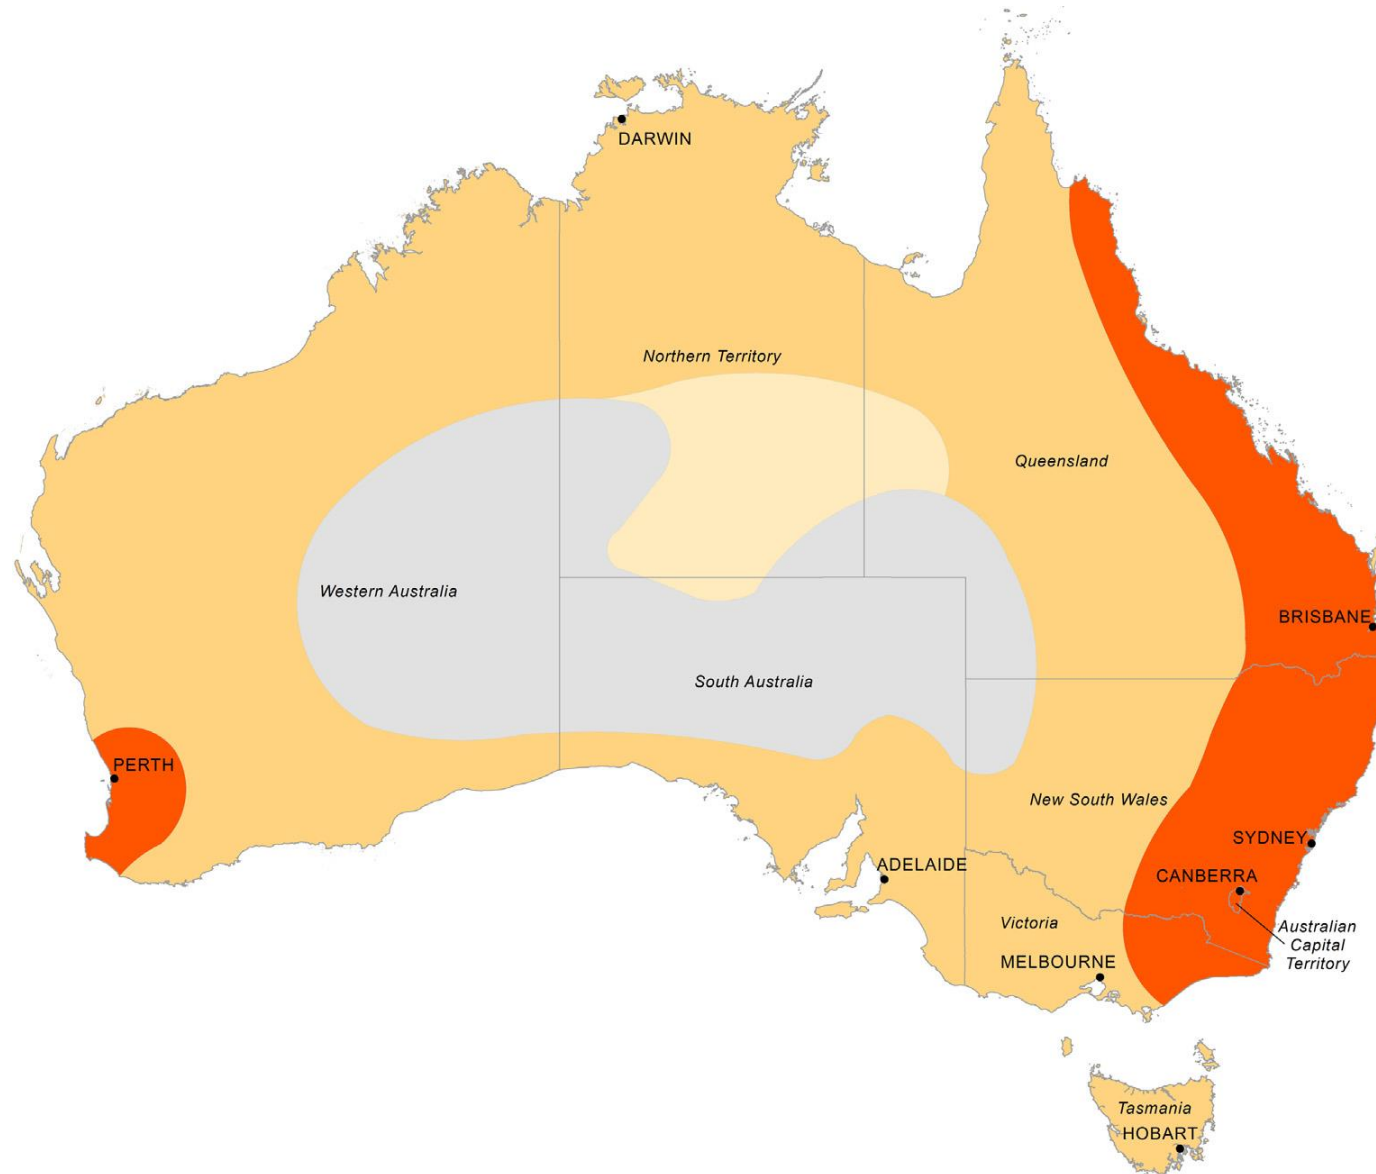 DARWIN
Northern Territory
Queensland
Western Australia
BRISBANE
South Australia
PERTH
New South Wales
SYDNEY
ADELAIDE
CANBERRA
Victoria
Australian
Capital
Territory
MELBOURNE
Tasmania
HOBART